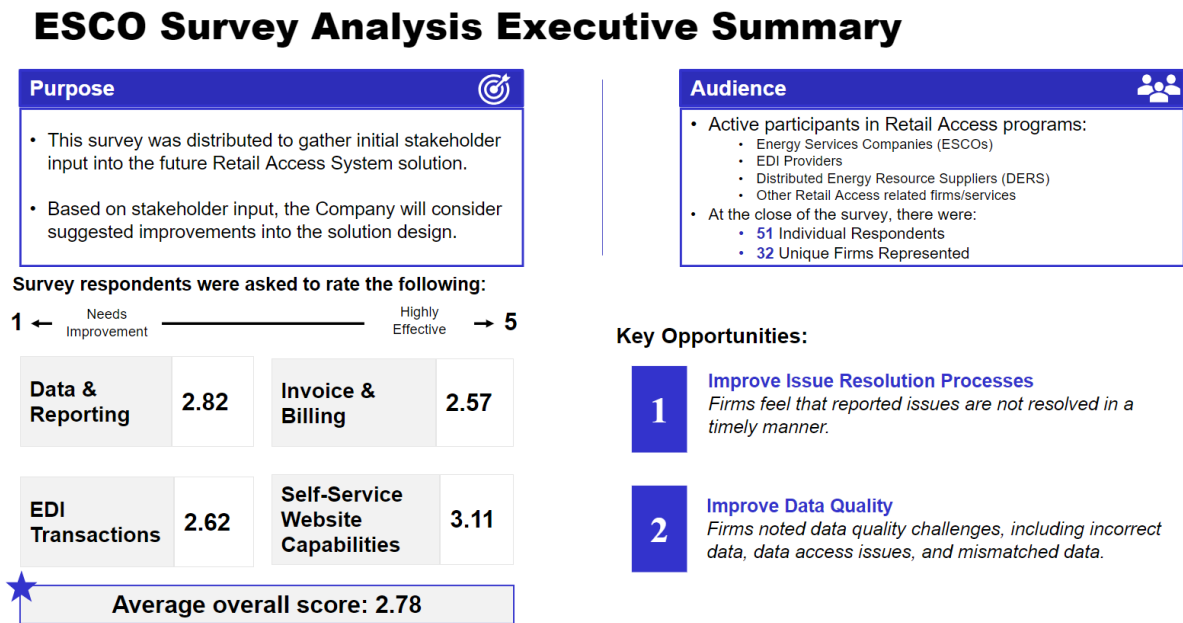 ESCO Survey Analysis Executive Summary
Purpose
• This survey was distributed to gather initial stakeholder
input into the future Retail Access System solution.
• Based on stakeholder input, the Company will consider
suggested improvements into the solution design.
Audience
• Active participants in Retail Access programs:
• Energy Services Companies (ESCOs)
• EDI Providers
• Distributed Energy Resource Suppliers (DERS)
• Other Retail Access related firms/services
• At the close of the survey, there were:
• 51 Individual Respondents
• 32 Unique Firms Represented
Survey respondents were asked to rate the following:
1
Needs
Improvement
Highly
Effective
5
Data &
Reporting
2.82
Invoice &
Billing
2.57
EDI
Transactions
2.62
Self-Service
Website
Capabilities
3.11
Average overall score: 2.78
Key Opportunities:
1
Improve Issue Resolution Processes
Firms feel that reported issues are not resolved in a
timely manner.
2
Improve Data Quality
Firms noted data quality challenges, including incorrect
data, data access issues, and mismatched data.